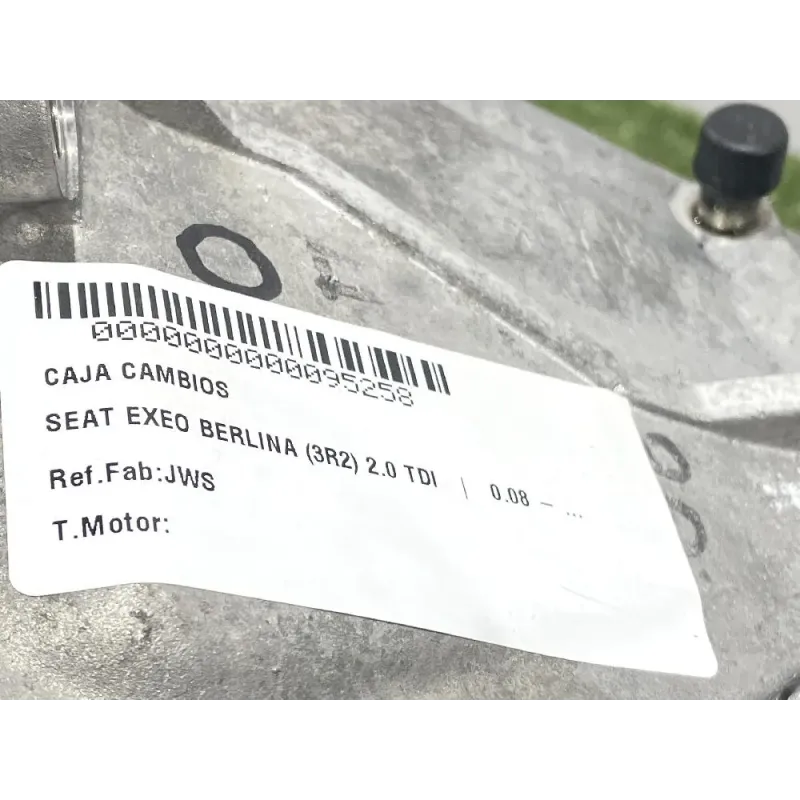 0000000000095258
CAJA CAMBIOS
SEAT EXEO BERLINA (3R2) 2.0 TDI | 0.08 - ...
Ref.Fab:JWS
T.Motor: